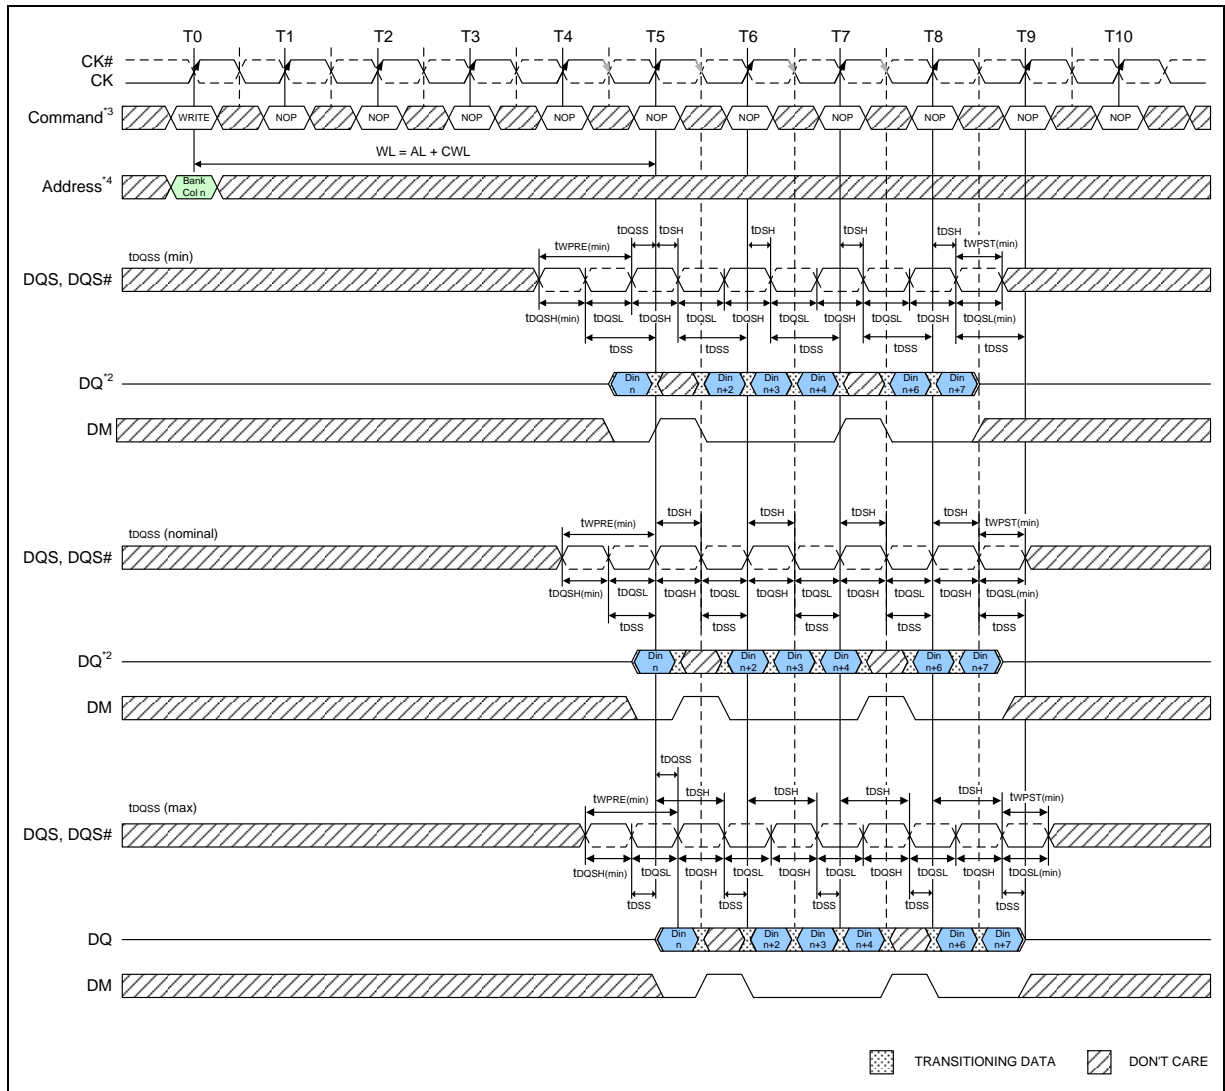 T0 T1 T2 T3 T4 T5 T6 T7 T8 T9 T10
CK#
CK
Command*3 WRITE NOP NOP NOP NOP NOP NOP NOP NOP NOP NOP
WL = AL + CWL
Address*4 Bank Col n
tDQSS tDSH tDSH tDSH tDSH
tWPRE(min) tWPST(min)
tDQSS (min)
DQS, DQS#
tDQSH(min) tDQSL tDQSH tDQSL tDQSH tDQSL tDQSH tDQSL tDQSH tDQSL(min)
tDSS tDSS tDSS tDSS tDSS
DQ*2 Din n Din n+2 Din n+3 Din n+4 Din n+6 Din n+7
DM
tDSH tDSH tDSH tDSH
tWPRE(min) tWPST(min)
tDQSS (nominal)
DQS, DQS#
tDQSH(min) tDQSL tDQSH tDQSL tDQSH tDQSL tDQSH tDQSL tDQSH tDQSL(min)
tDSS tDSS tDSS tDSS tDSS
DQ*2 Din n Din n+2 Din n+3 Din n+4 Din n+6 Din n+7
DM
tDQSS
tDSH tDSH tDSH tDSH
tWPRE(min) tWPST(min)
tDQSS (max)
DQS, DQS#
tDQSH(min) tDQSL tDQSH tDQSL tDQSH tDQSL tDQSH tDQSL tDQSH tDQSL(min)
tDSS tDSS tDSS tDSS tDSS
DQ Din n Din n+2 Din n+3 Din n+4 Din n+6 Din n+7
DM
TRANSITIONING DATA DON'T CARE